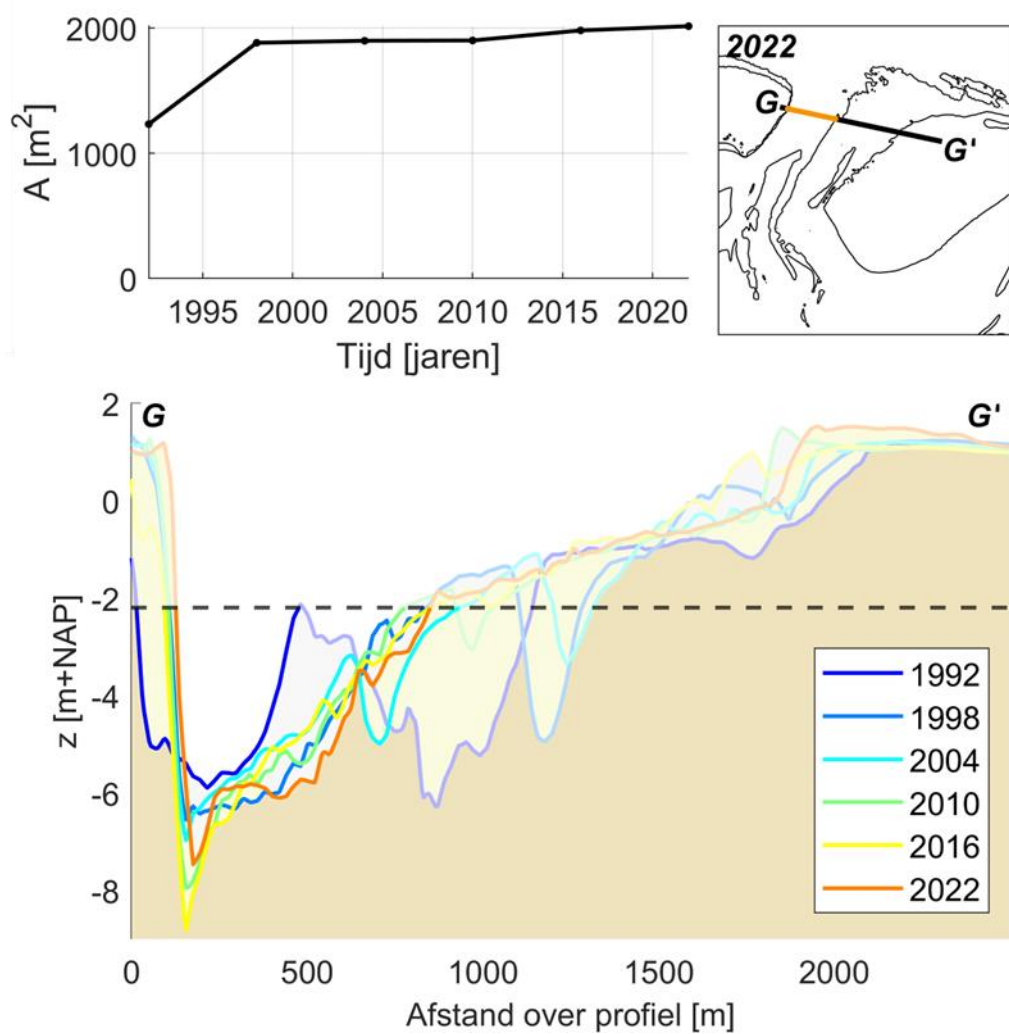 2000
1000
0
A [m²]
1995 2000 2005 2010 2015 2020
Tijd [jaren]
2022
G
G'
G
G'
2
0
-2
-4
-6
-8
z [m+NAP]
1992
1998
2004
2010
2016
2022
0 500 1000 1500 2000
Afstand over profiel [m]